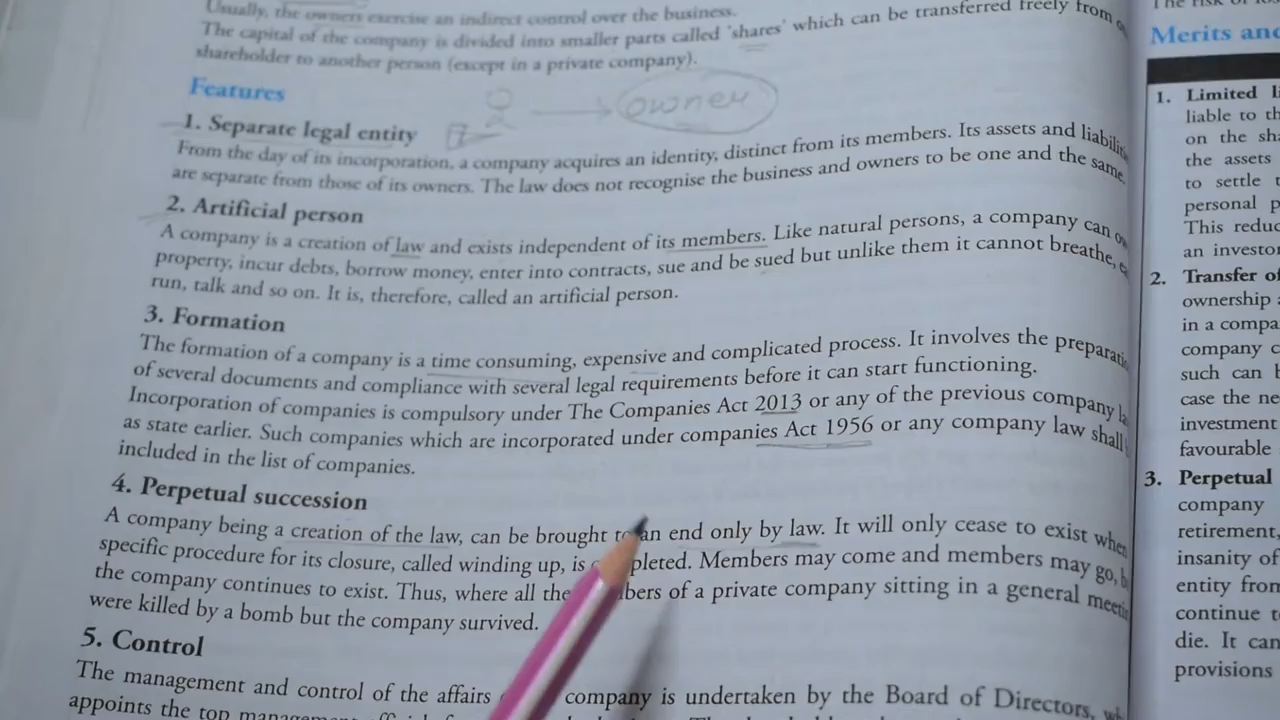 Usually, the owners exercise an indirect control over the business.
The capital of the company is divided into smaller parts called 'shares' which can be transferred freely from
shareholder to another person (except in a private company).
Features
owner
1. Separate legal entity
From the day of its incorporation, a company acquires an identity, distinct from its members. Its assets and
are separate from those of its owners. The law does not recognise the business and owners to be one and the same.
2. Artificial person
A company is a creation of law and exists independent of its members. Like natural persons, a company can
property, incur debts, borrow money, enter into contracts, sue and be sued but unlike them it cannot breathe,
run, talk and so on. It is, therefore, called an artificial person.
3. Formation
The formation of a company is a time consuming, expensive and complicated process. It involves the
of several documents and compliance with several legal requirements before it can start functioning.
Incorporation of companies is compulsory under The Companies Act 2013 or any of the previous company
as state earlier. Such companies which are incorporated under companies Act 1956 or any company law shall
included in the list of companies.
4. Perpetual succession
A company being a creation of the law, can be brought to an end only by law. It will only cease to exist when
specific procedure for its closure, called winding up, is completed. Members may come and members may go,
the company continues to exist. Thus, where all the of a private company sitting in a general
were killed by a bomb but the company survived.
5. Control
The management and control of the affairs company is undertaken by the Board of Directors,
appoints the top
Merits and
1. Limited
liable to
on the
the assets
to settle
personal
This
an
2. Transfer of
ownership
in a
company
such can
case the
investment
favourable
3. Perpetual
company
retirement,
insanity of
entity from
continue
die. It can
provisions